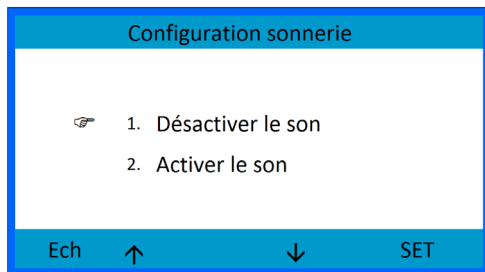 Configuration sonnerie
☞ 1. Désactiver le son
2. Activer le son
Ech ↑ ↓ SET